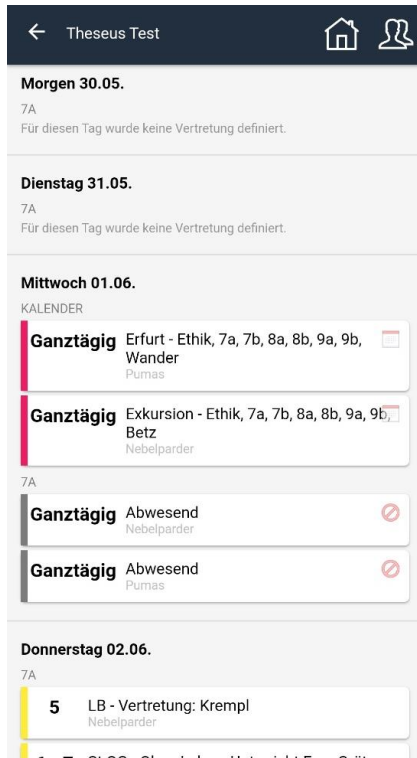 Theseus Test
Morgen 30.05.
7A
Für diesen Tag wurde keine Vertretung definiert.
Dienstag 31.05.
7A
Für diesen Tag wurde keine Vertretung definiert.
Mittwoch 01.06.
KALENDER
Ganztägig Erfurt - Ethik, 7a, 7b, 8a, 8b, 9a, 9b,
Wander
Pumas
Ganztägig Exkursion - Ethik, 7a, 7b, 8a, 8b, 9a, 9b,
Betz
Nebelparder
7A
Ganztägig Abwesend
Nebelparder
Ganztägig Abwesend
Pumas
Donnerstag 02.06.
7A
5 LB - Vertretung: Krempl
Nebelparder